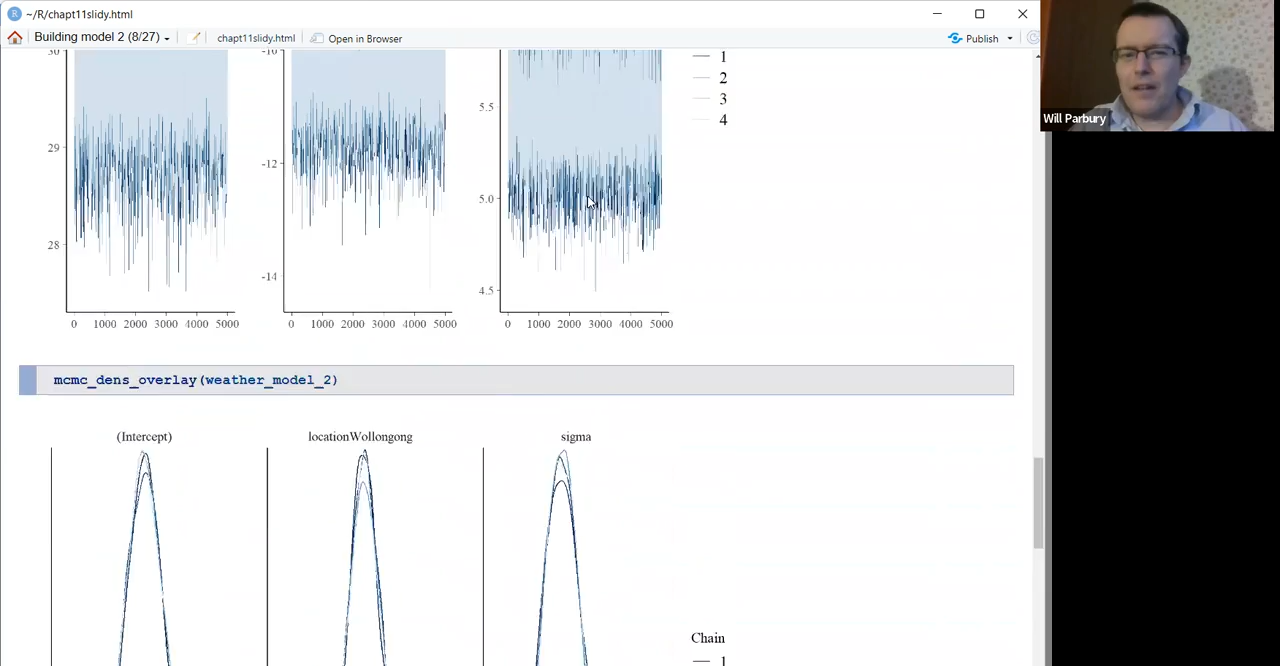 ~/R/chapt11slidy.html
Building model 2 (8/27)
chapt11slidy.html
Open in Browser
Publish
Will Parbury
30
29
28
-10
-12
-14
5.5
5.0
4.5
1
2
3
4
0 1000 2000 3000 4000 5000
0 1000 2000 3000 4000 5000
0 1000 2000 3000 4000 5000
mcmc_dens_overlay(weather_model_2)
(Intercept)
locationWollongong
sigma
Chain
1